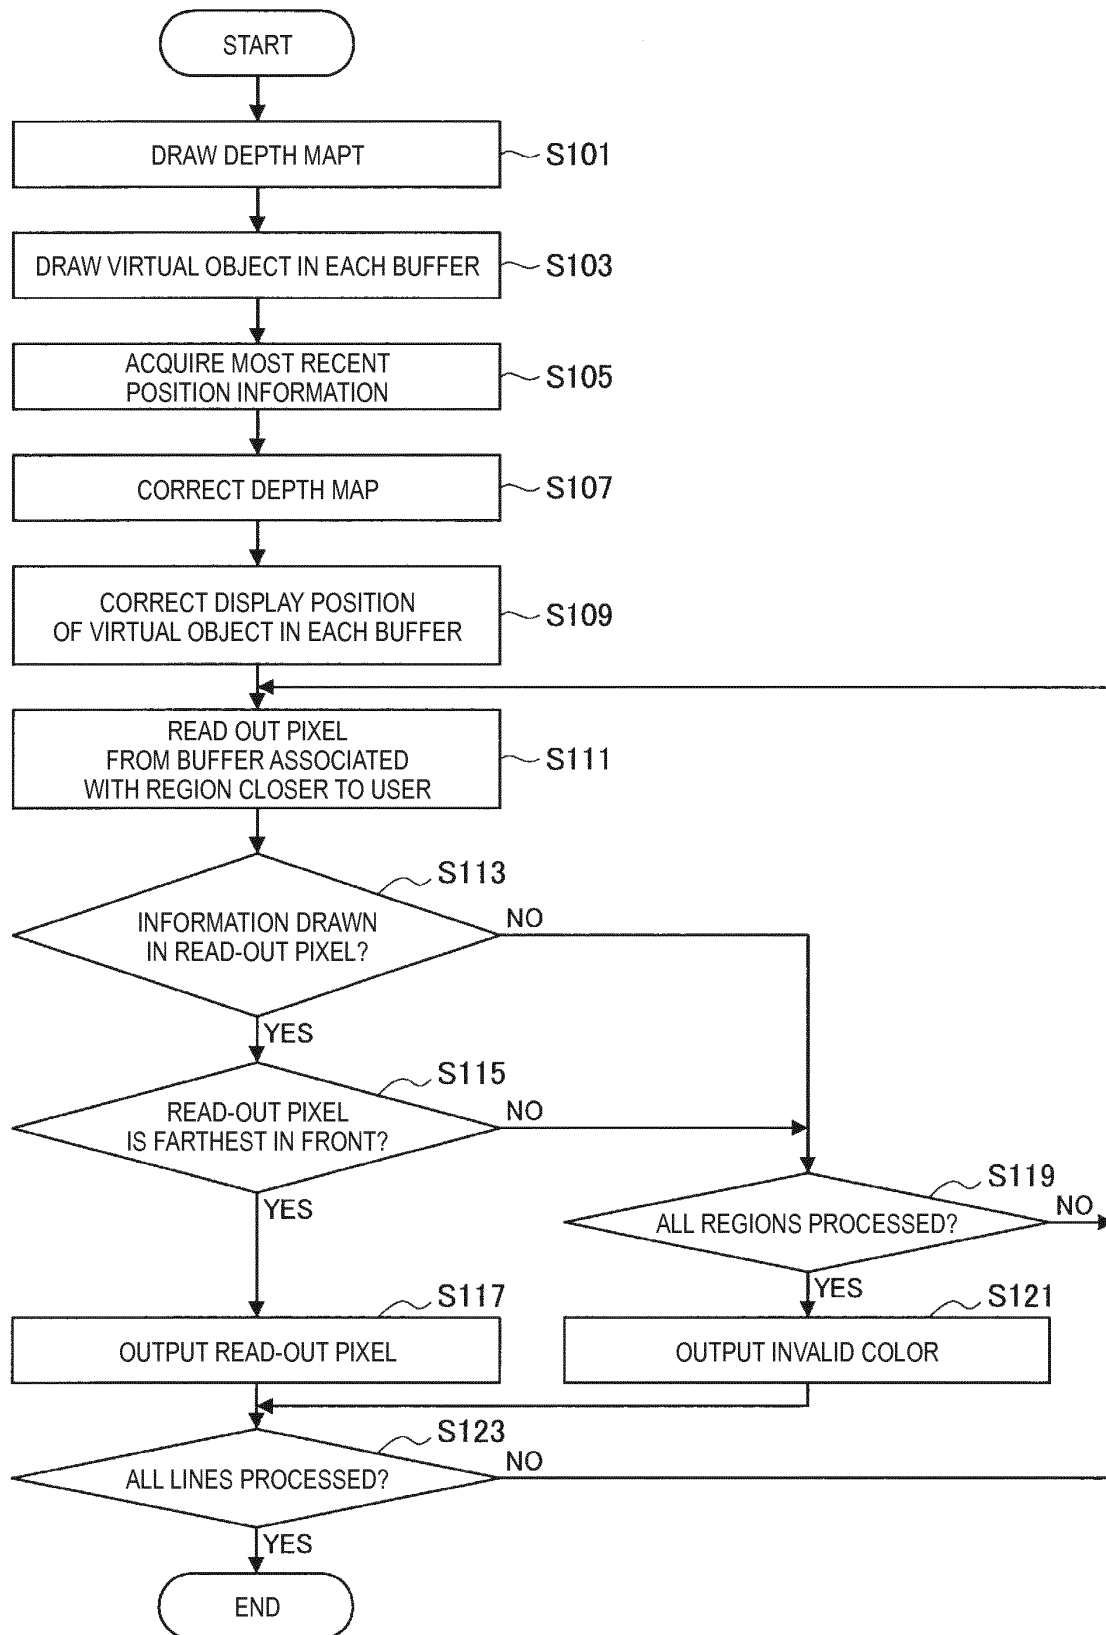 START
DRAW DEPTH MAPT
S101
DRAW VIRTUAL OBJECT IN EACH BUFFER
S103
ACQUIRE MOST RECENT
POSITION INFORMATION
S105
CORRECT DEPTH MAP
S107
CORRECT DISPLAY POSITION
OF VIRTUAL OBJECT IN EACH BUFFER
S109
READ OUT PIXEL
FROM BUFFER ASSOCIATED
WITH REGION CLOSER TO USER
S111
S113
INFORMATION DRAWN
IN READ-OUT PIXEL?
NO
YES
S115
READ-OUT PIXEL
IS FARTHEST IN FRONT?
NO
YES
S119
ALL REGIONS PROCESSED?
NO
YES
S117
OUTPUT READ-OUT PIXEL
S121
OUTPUT INVALID COLOR
S123
ALL LINES PROCESSED?
NO
YES
END